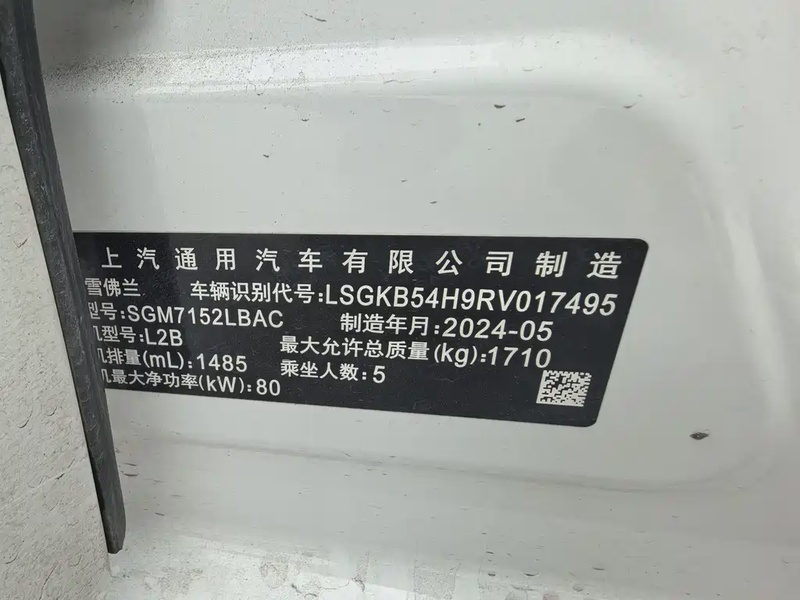 上汽通用汽车有限公司制造
雪佛兰 车辆识别代号:LSGKB54H9RV017495
型号:SGM7152LBAC 制造年月:2024-05
机型号:L2B 最大允许总质量(kg):1710
机排量(mL):1485 乘坐人数:5
机最大净功率(kW):80